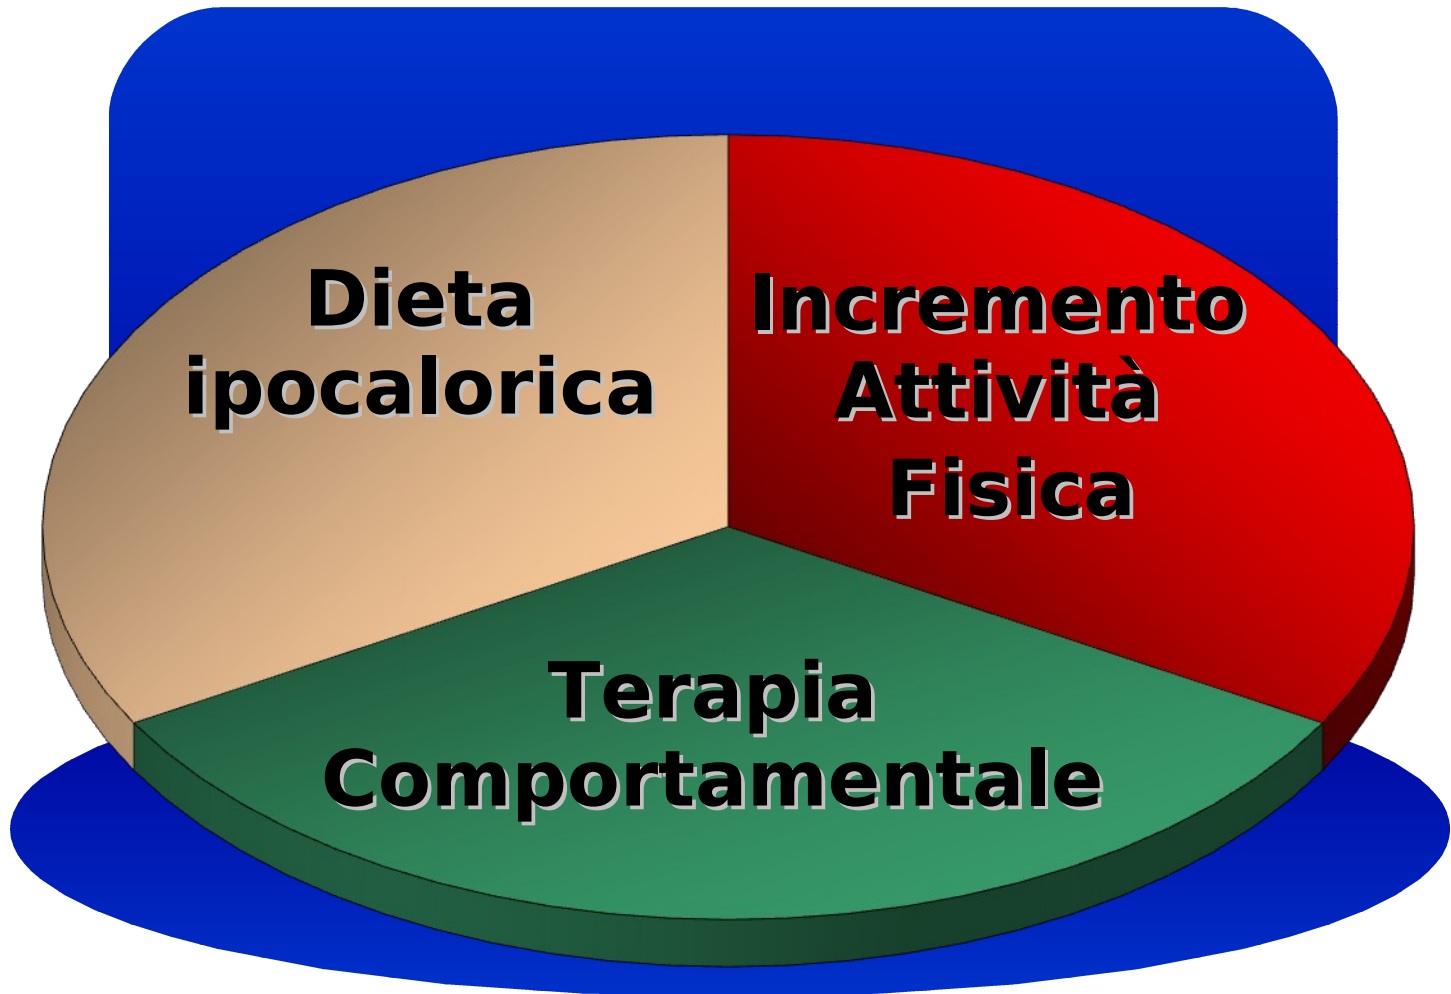 Dieta
ipocalorica
Incremento
Attività
Fisica
Terapia
Comportamentale